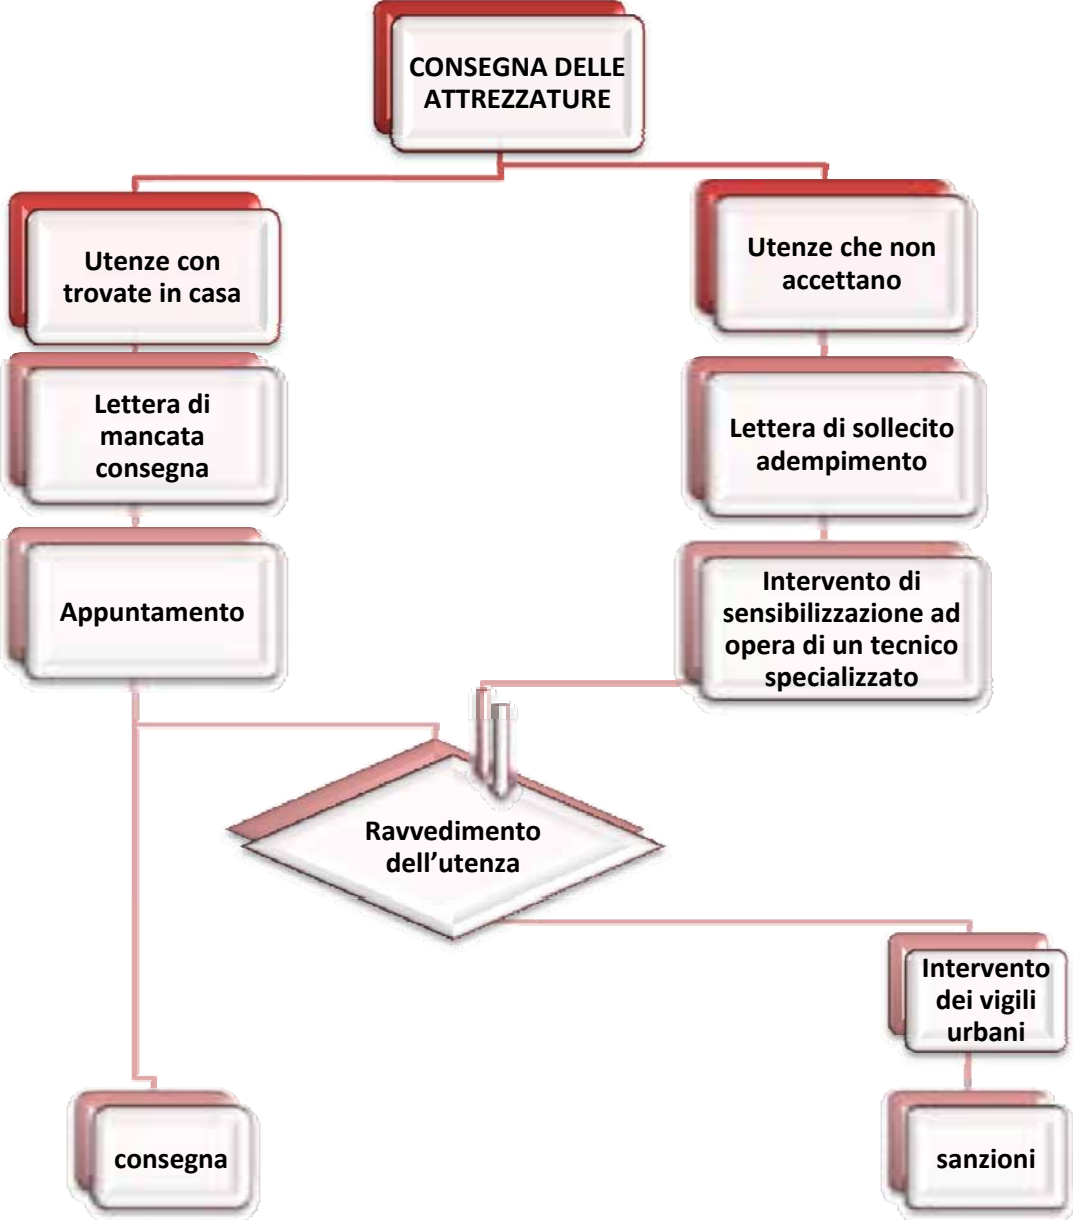 CONSEGNA DELLE
ATTREZZATURE
Utenze con
trovate in casa
Utenze che non
accettano
Lettera di
mancata
consegna
Lettera di sollecito
adempimento
Appuntamento
Intervento di
sensibilizzazione ad
opera di un tecnico
specializzato
Ravvedimento
dell’utenza
Intervento
dei vigili
urbani
consegna
sanzioni